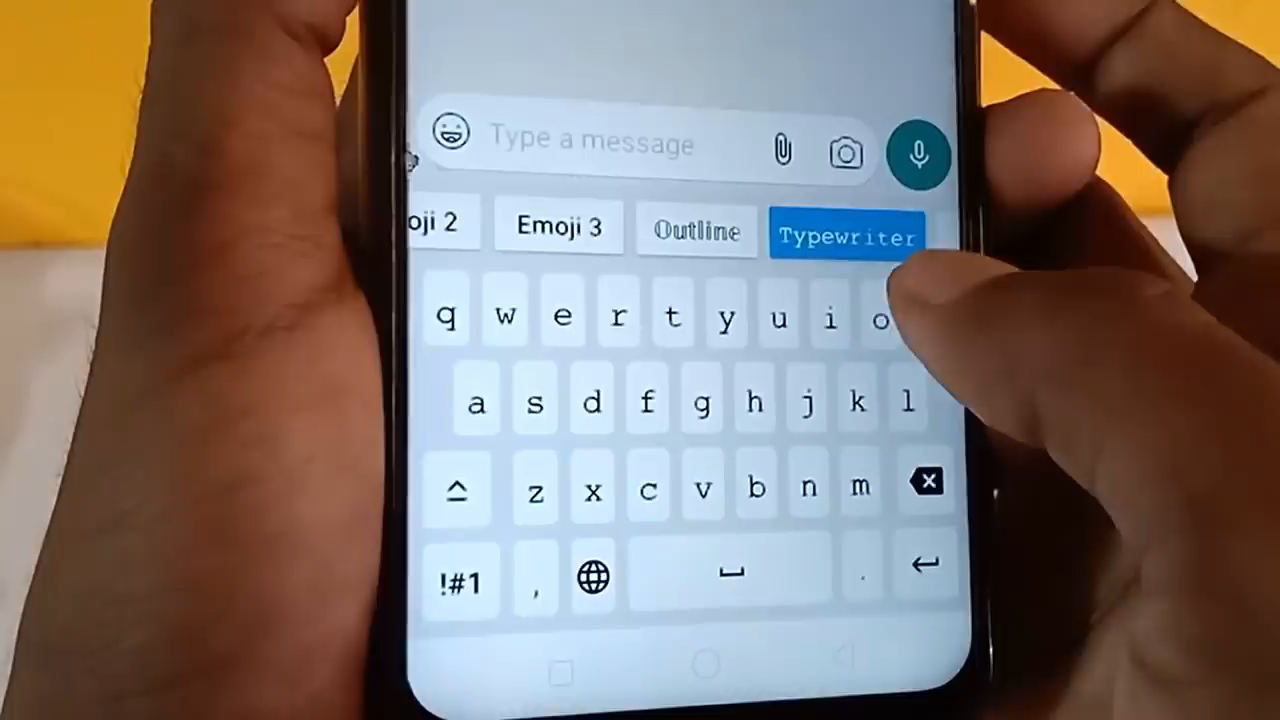 Type a message
oji 2 Emoji 3 Outline Typewriter
q w e r t y u i o
a s d f g h j k l
z x c v b n m
!#1 , .